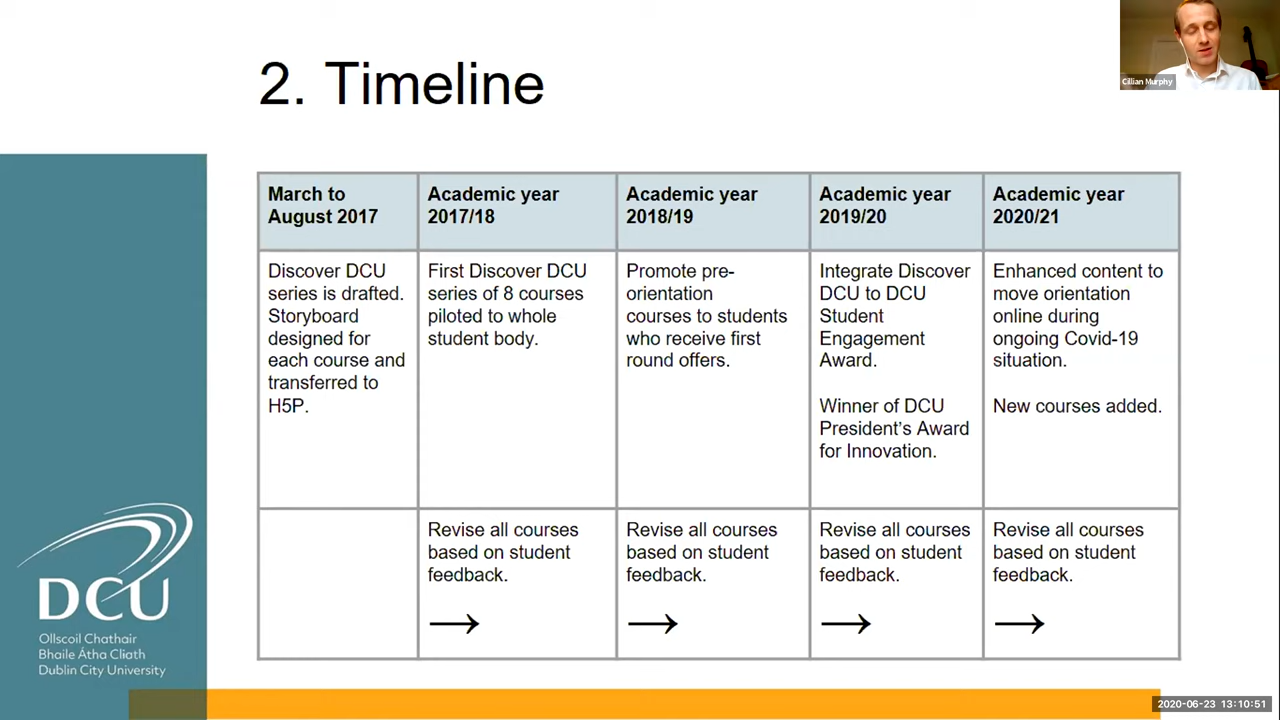 2. Timeline
Cillian Murphy
March to
August 2017
Academic year
2017/18
Academic year
2018/19
Academic year
2019/20
Academic year
2020/21
Discover DCU
series is drafted.
Storyboard
designed for
each course and
transferred to
H5P.
First Discover DCU
series of 8 courses
piloted to whole
student body.
Promote pre-
orientation
courses to students
who receive first
round offers.
Integrate Discover
DCU to DCU
Student
Engagement
Award.
Winner of DCU
President’s Award
for Innovation.
Enhanced content to
move orientation
online during
ongoing Covid-19
situation.
New courses added.
Revise all courses
based on student
feedback.
Revise all courses
based on student
feedback.
Revise all courses
based on student
feedback.
Revise all courses
based on student
feedback.
DCU
Ollscoil Chathair
Bhaile Átha Cliath
Dublin City University
2020-06-23 13:10:51